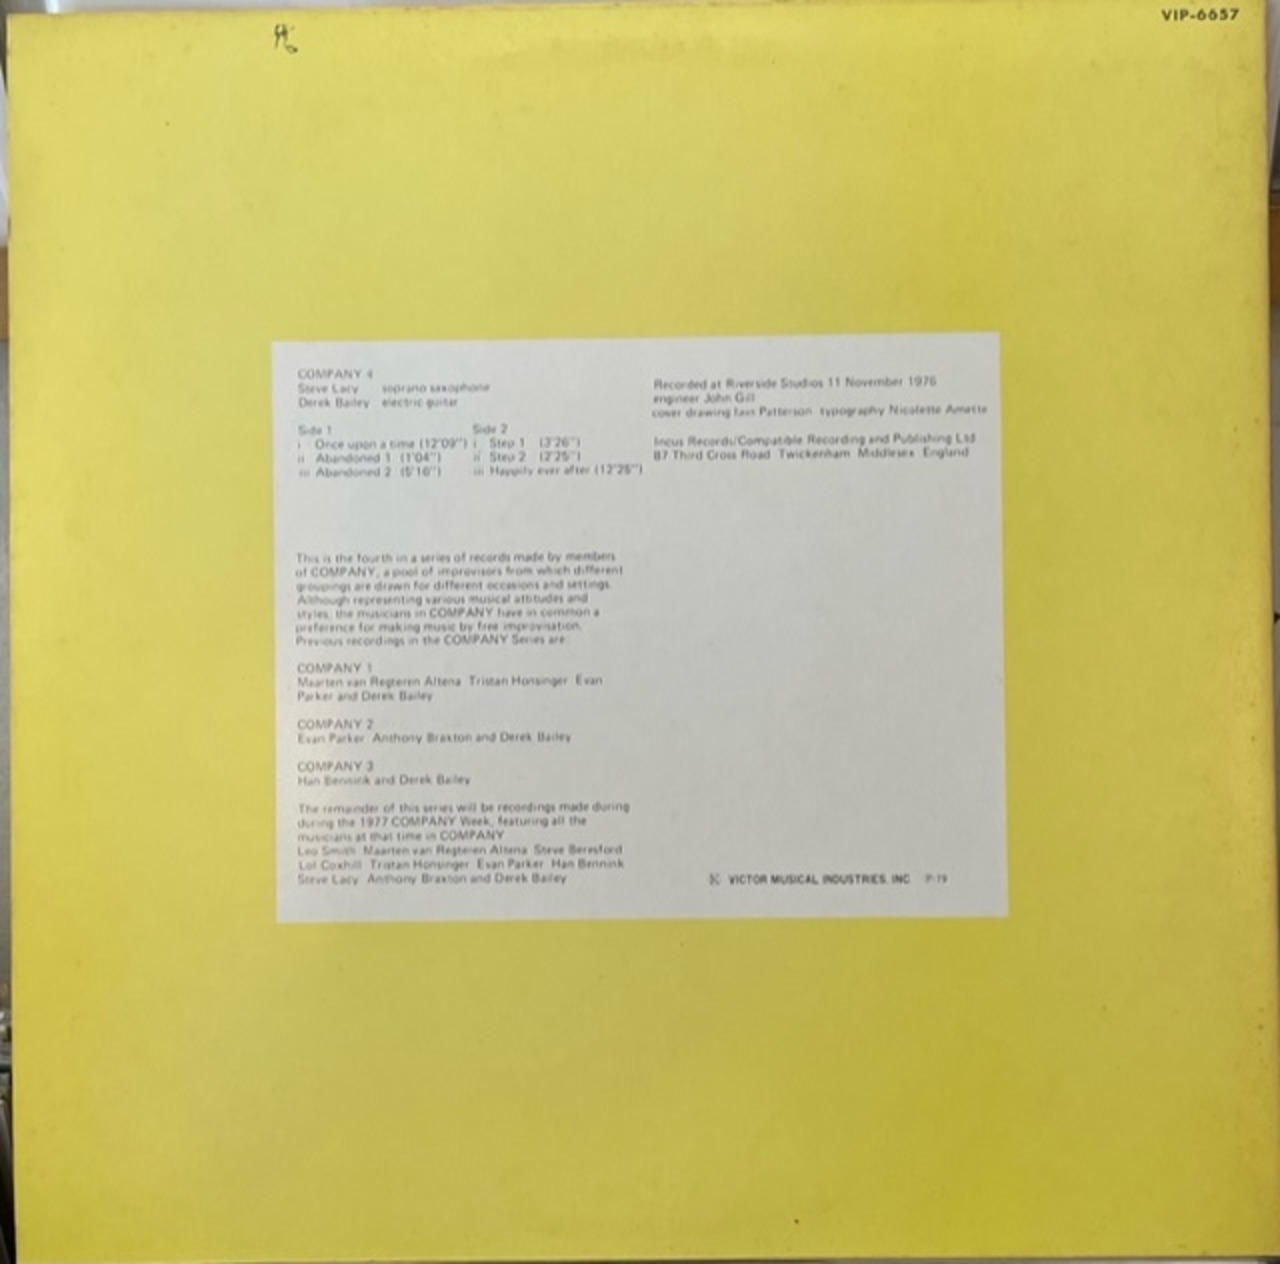 VIP-6657
COMPANY 4
Steve Lacy soprano saxophone
Derek Bailey electric guitar
Side 1
i Once upon a time (12'09")
ii Abandoned 1 (1'04")
iii Abandoned 2 (5'16")
Side 2
i Step 1 (3'26")
ii Step 2 (2'25")
iii Happily ever after (12'25")
Recorded at Riverside Studios 11 November 1976
engineer John Gill
cover drawing Iain Patterson typography Nicolette Amette
Incus Records/Compatible Recording and Publishing Ltd
87 Third Cross Road Twickenham Middlesex England
This is the fourth in a series of records made by members
of COMPANY, a pool of improvisors from which different
groupings are drawn for different occasions and settings.
Although representing various musical attitudes and
styles, the musicians in COMPANY have in common a
preference for making music by free improvisation.
Previous recordings in the COMPANY Series are:
COMPANY 1
Maarten van Regteren Altena Tristan Honsinger Evan
Parker and Derek Bailey
COMPANY 2
Evan Parker Anthony Braxton and Derek Bailey
COMPANY 3
Han Bennink and Derek Bailey
The remainder of this series will be recordings made during
during the 1977 COMPANY Week, featuring all the
musicians at that time in COMPANY
Leo Smith Maarten van Regteren Altena Steve Beresford
Lol Coxhill Tristan Honsinger Evan Parker Han Bennink
Steve Lacy Anthony Braxton and Derek Bailey
VICTOR MUSICAL INDUSTRIES, INC. P-79